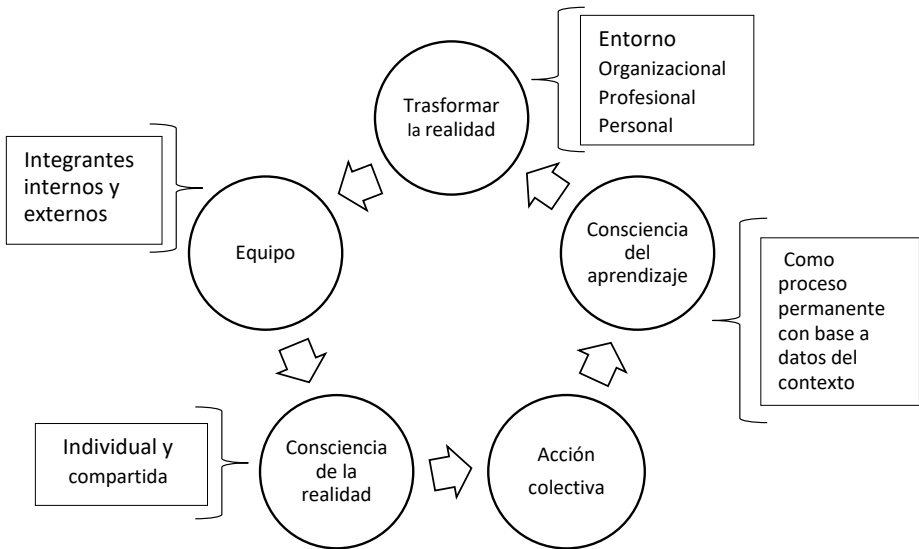 Trasformar
la realidad
Entorno
Organizacional
Profesional
Personal
Integrantes
internos y
externos
Equipo
Consciencia
del
aprendizaje
Como
proceso
permanente
con base a
datos del
contexto
Individual y
compartida
Consciencia
de la
realidad
Acción
colectiva